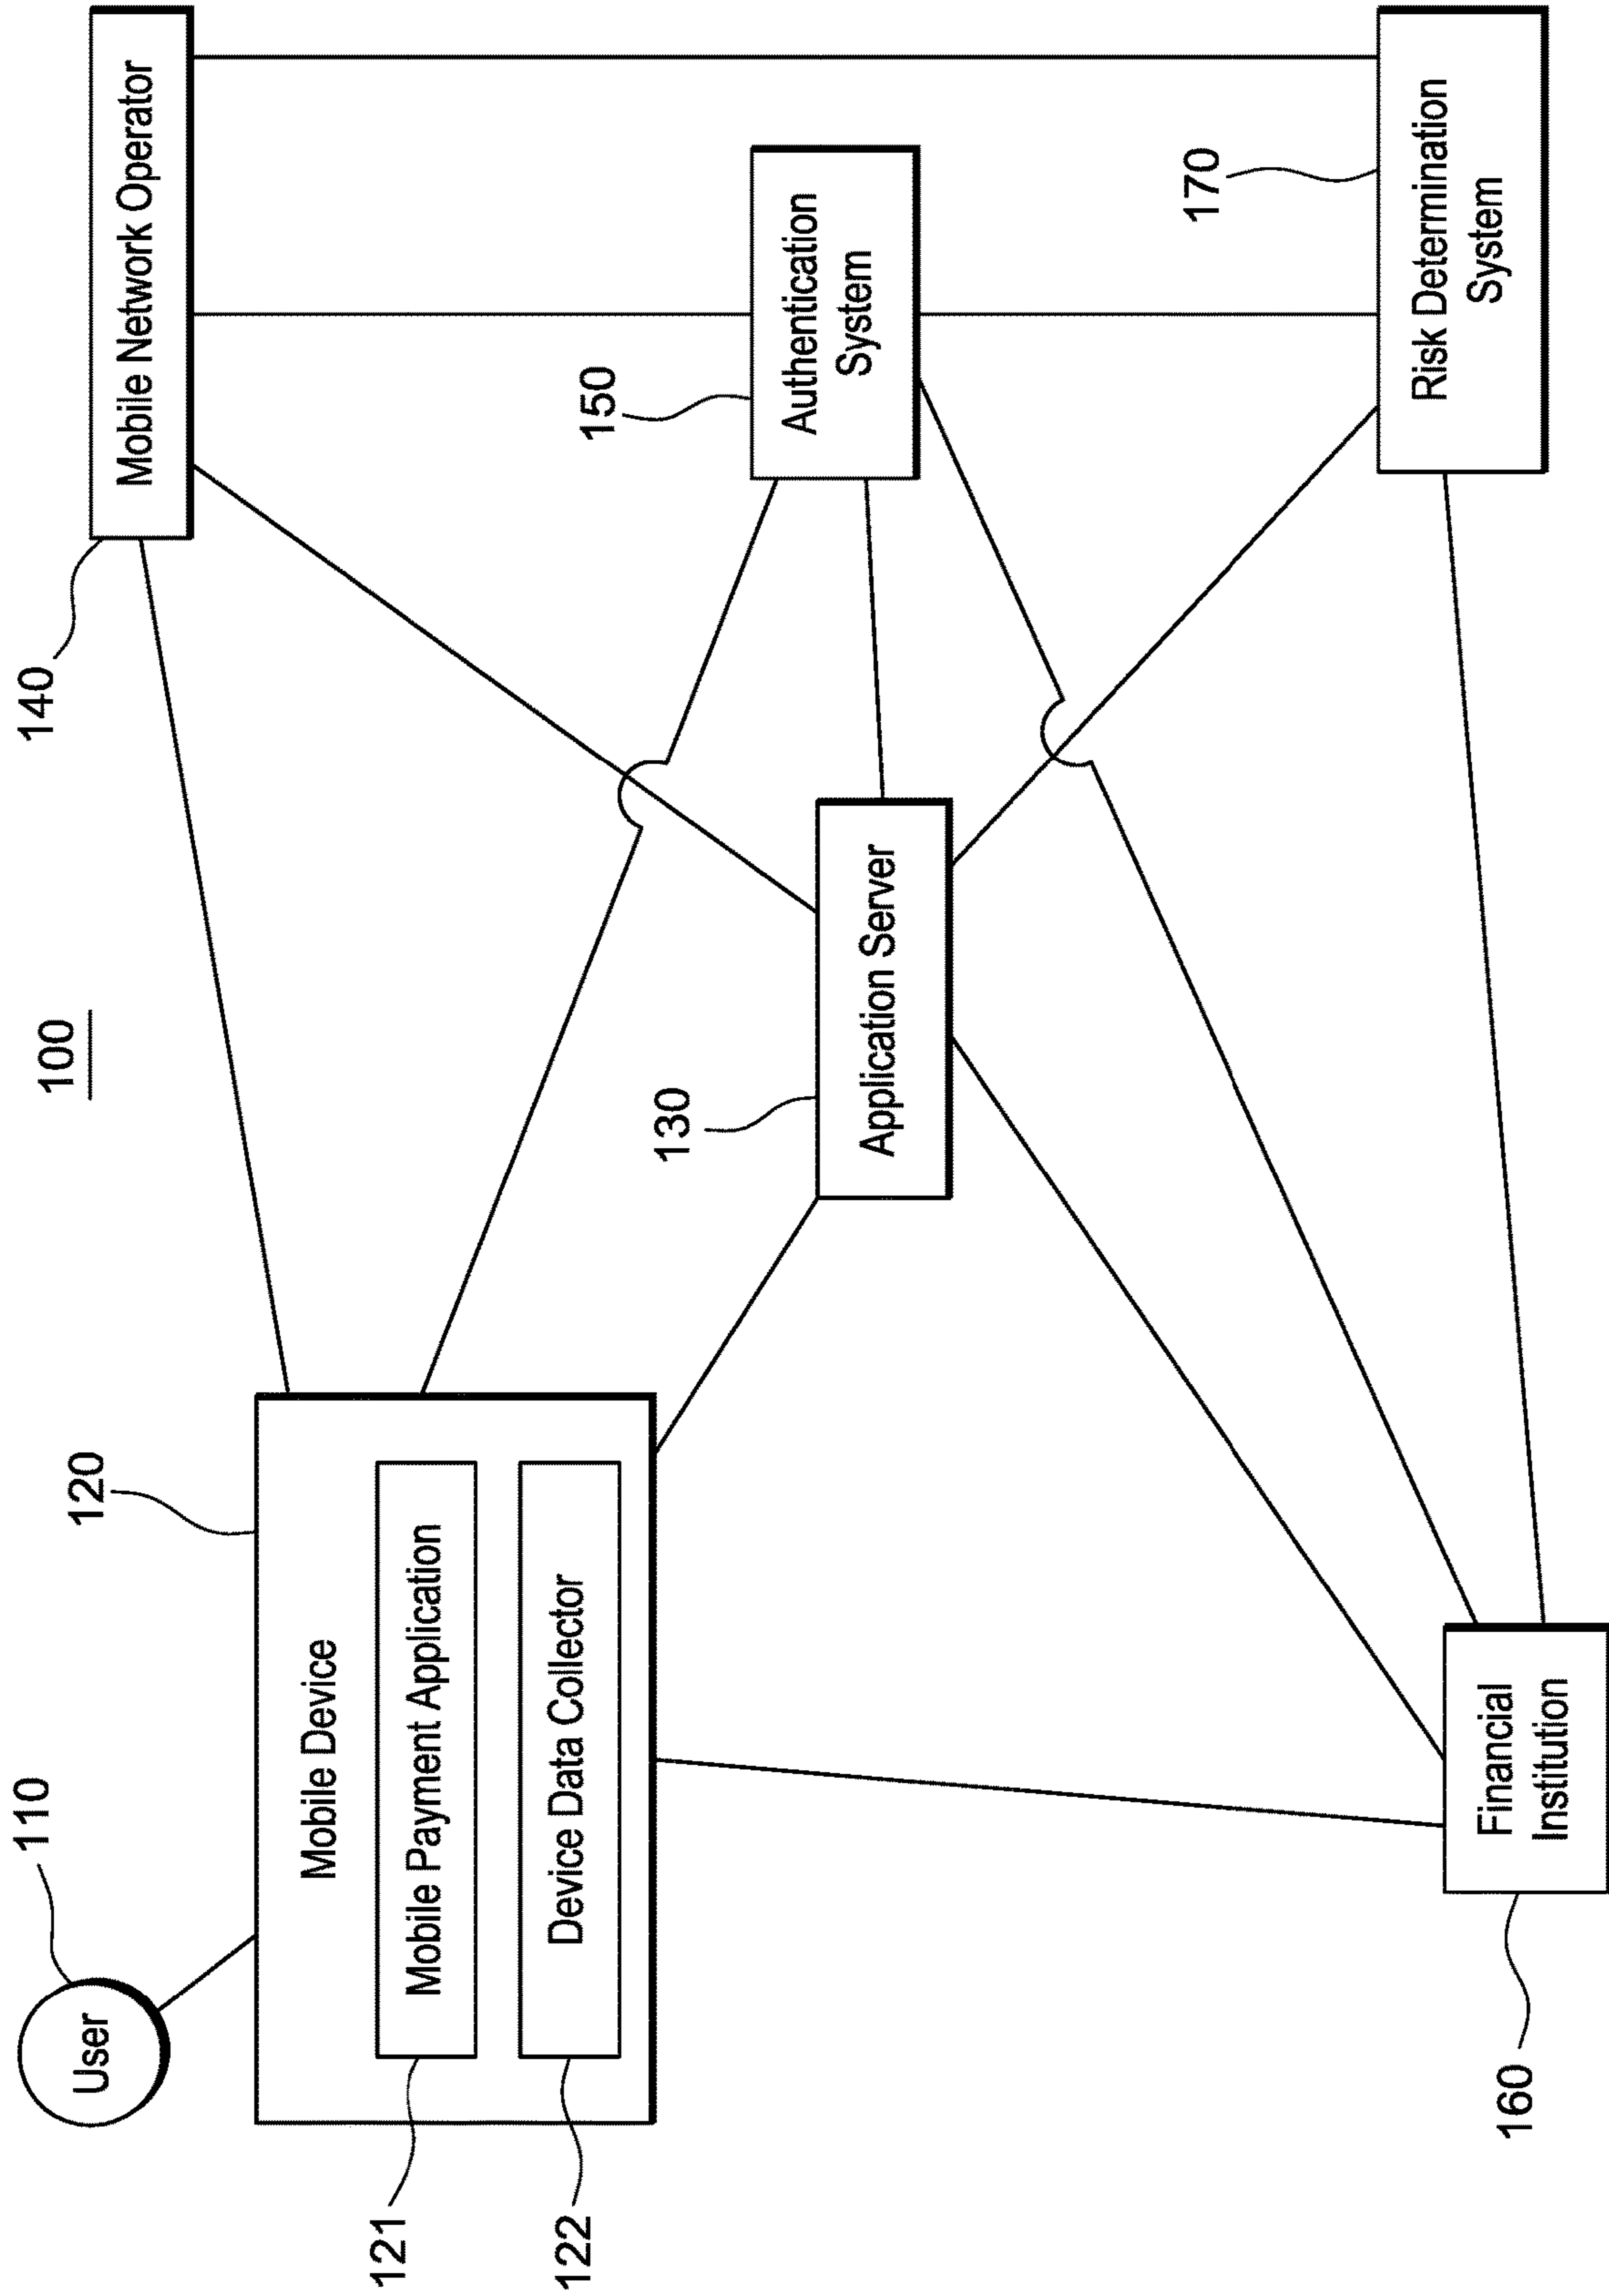 100
110
User
120
Mobile Device
121
Mobile Payment Application
122
Device Data Collector
140
Mobile Network Operator
130
Application Server
150
Authentication
System
160
Financial
Institution
170
Risk Determination
System